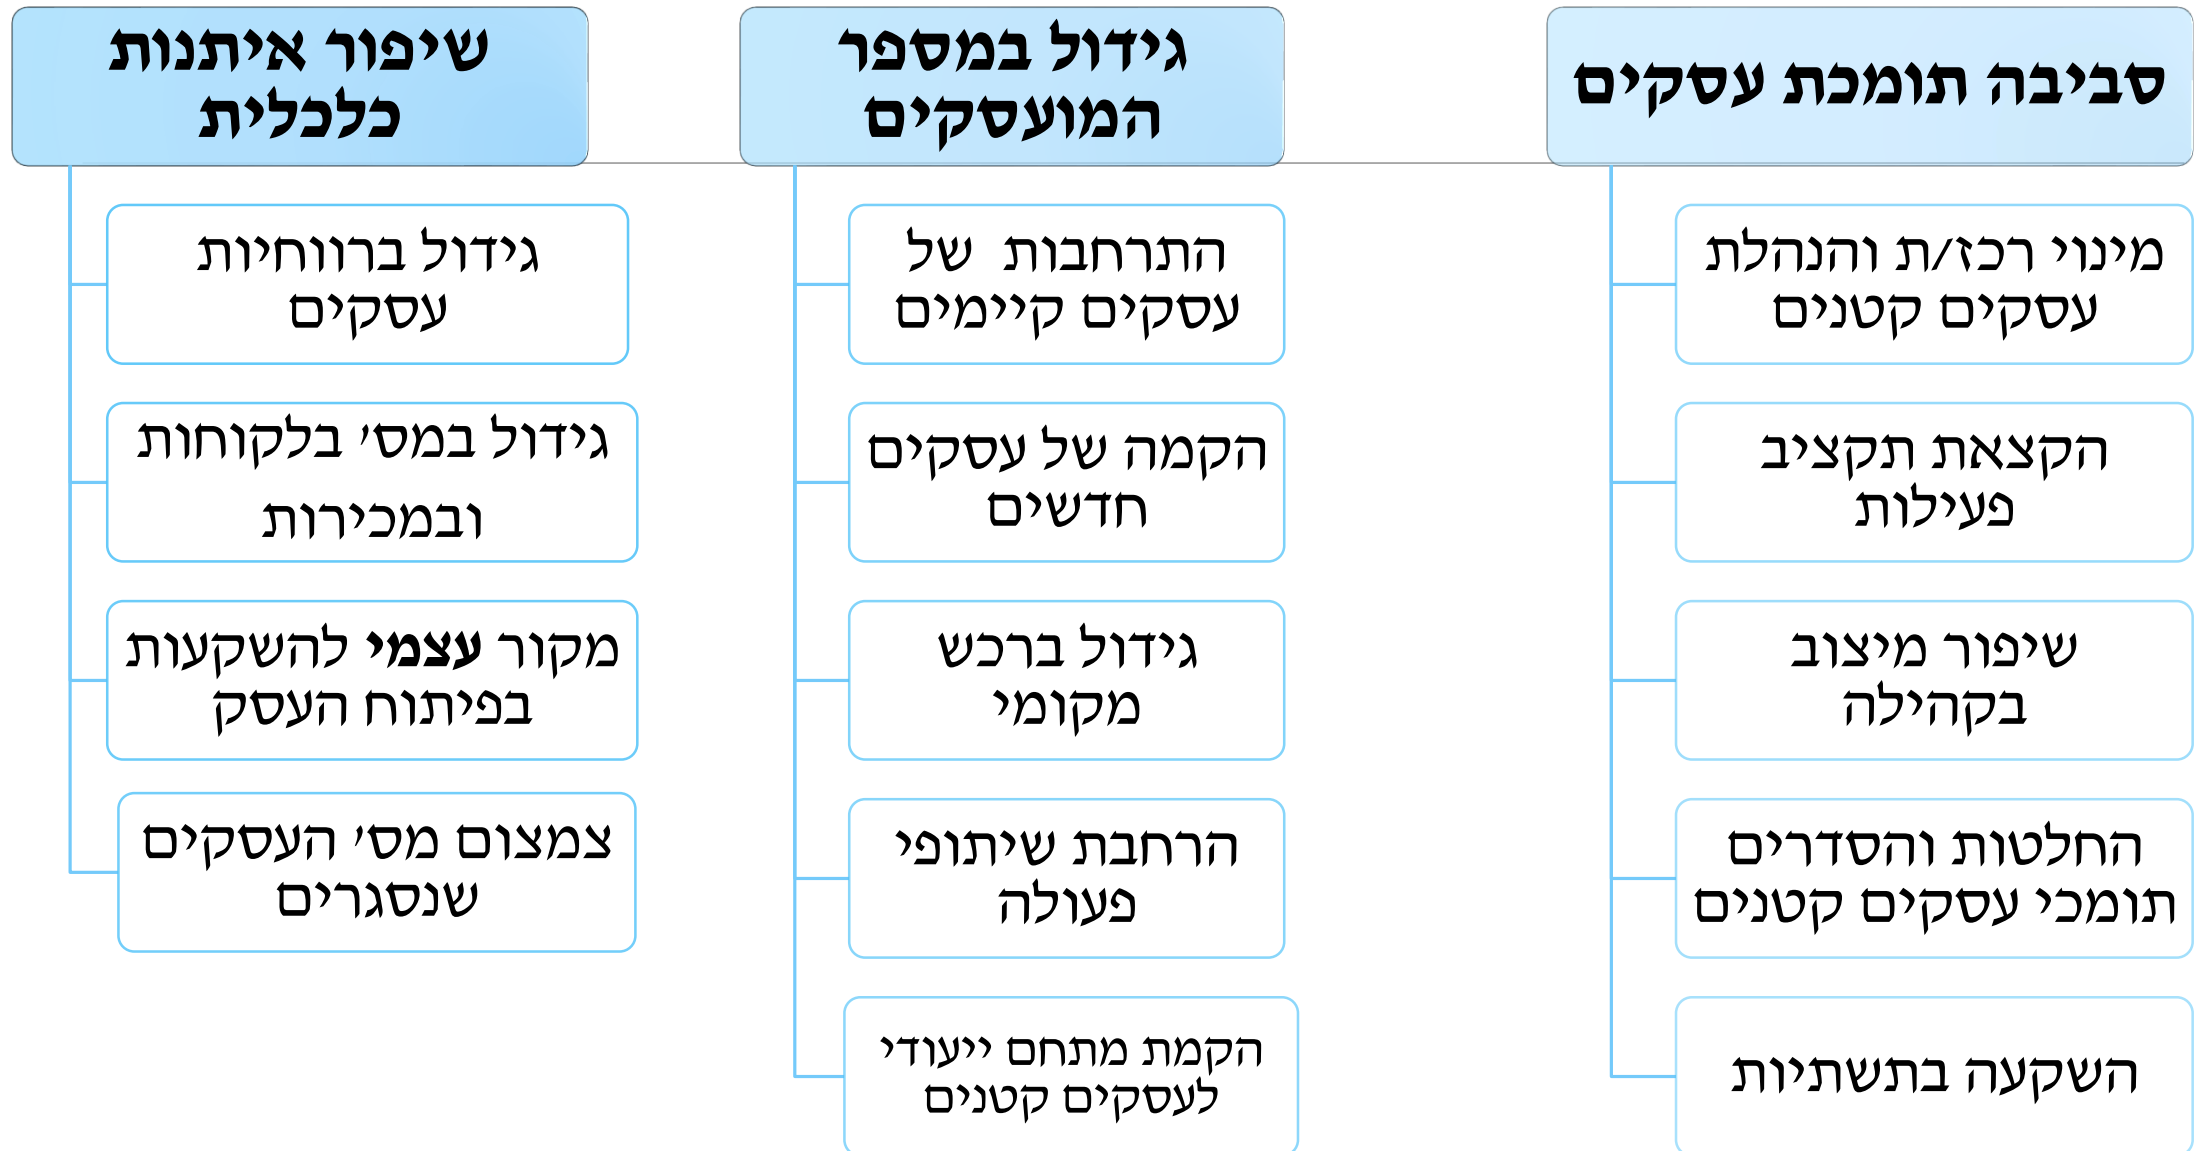 סביבה תומכת עסקים
מינוי רכז/ת והנהלת
עסקים קטנים
הקצאת תקציב
פעילות
שיפור מיצוב
בקהילה
החלטות והסדרים
תומכי עסקים קטנים
השקעה בתשתיות
גידול במספר
המועסקים
התרחבות של
עסקים קיימים
הקמה של עסקים
חדשים
גידול ברכש
מקומי
הרחבת שיתופי
פעולה
הקמת מתחם ייעודי
לעסקים קטנים
שיפור איתנות
כלכלית
גידול ברווחיות
עסקים
גידול במס' בלקוחות
ובמכירות
מקור עצמי להשקעות
בפיתוח העסק
צמצום מס' העסקים
שנסגרים